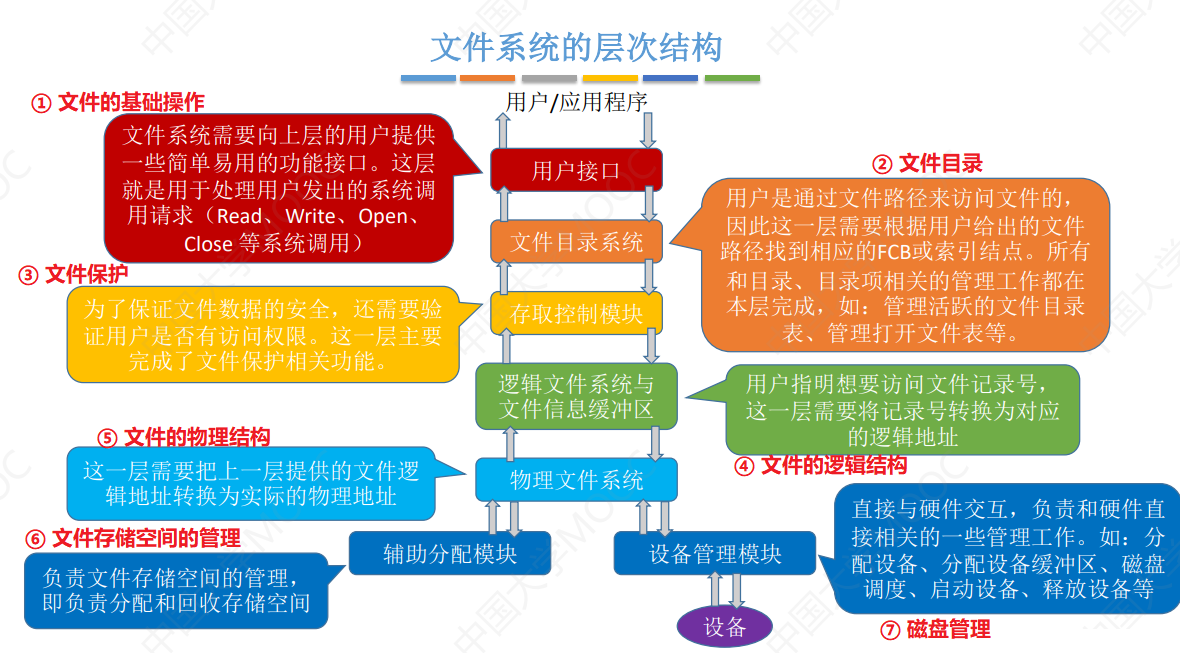 文件系统的层次结构
用户/应用程序
① 文件的基础操作
文件系统需要向上层的用户提供
一些简单易用的功能接口。这层
就是用于处理用户发出的系统调
用请求（Read、Write、Open、
Close 等系统调用）
用户接口
② 文件目录
用户是通过文件路径来访问文件的，
因此这一层需要根据用户给出的文件
路径找到相应的FCB或索引结点。所有
和目录、目录项相关的管理工作都在
本层完成，如：管理活跃的文件目录
表、管理打开文件表等。
文件目录系统
③ 文件保护
为了保证文件数据的安全，还需要验
证用户是否有访问权限。这一层主要
完成了文件保护相关功能。
存取控制模块
逻辑文件系统与
文件信息缓冲区
用户指明想要访问文件记录号，
这一层需要将记录号转换为对应
的逻辑地址
④ 文件的逻辑结构
⑤ 文件的物理结构
这一层需要把上一层提供的文件逻
辑地址转换为实际的物理地址
物理文件系统
⑥ 文件存储空间的管理
负责文件存储空间的管理，
即负责分配和回收存储空间
辅助分配模块
设备管理模块
直接与硬件交互，负责和硬件直
接相关的一些管理工作。如：分
配设备、分配设备缓冲区、磁盘
调度、启动设备、释放设备等
⑦ 磁盘管理
设备